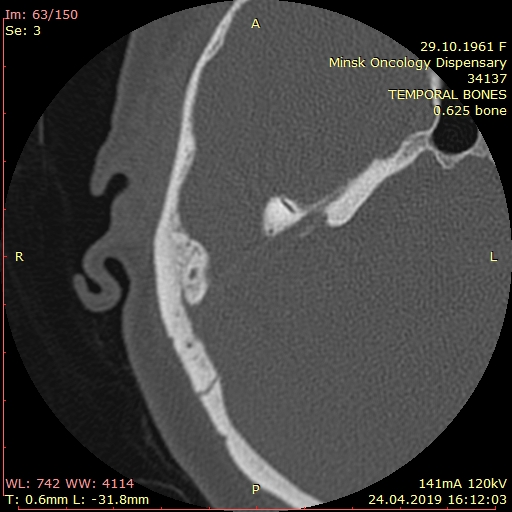 Im: 63/150
Se: 3
A
29.10.1961 F
Minsk Oncology Dispensary
34137
TEMPORAL BONES
0.625 bone
R
L
WL: 742 WW: 4114
T: 0.6mm L: -31.8mm
P
141mA 120kV
24.04.2019 16:12:03